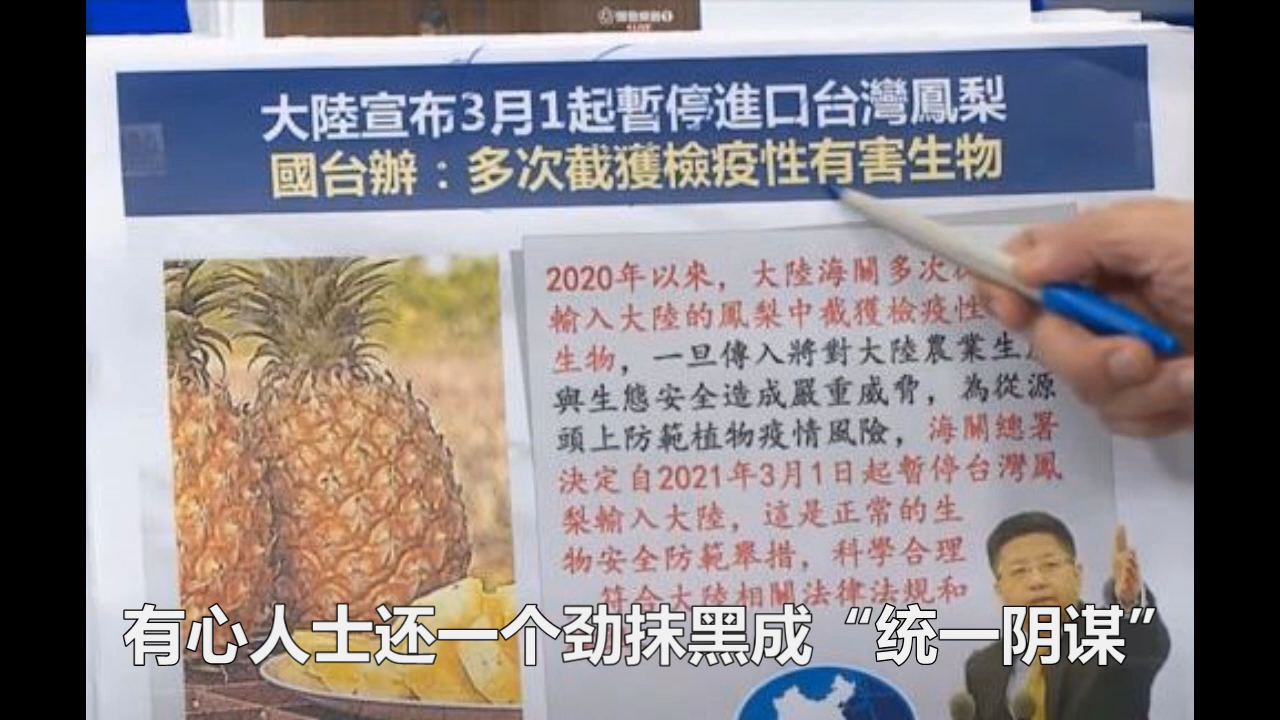 大陸宣布3月1起暫停進口台灣鳳梨
國台辦：多次截獲檢疫性有害生物
2020年以來，大陸海關多次
輸入大陸的鳳梨中截獲檢疫性
生物，一旦傳入將對大陸農業生
與生態安全造成嚴重威脅，為從源
頭上防範植物疫情風險，海關總署
決定自2021年3月1日起暫停台灣鳳
梨輸入大陸，這是正常的生
物安全防範舉措，科學合理
符合大陸相關法律法規和
有心人士还一个劲抹黑成“统一阴谋”